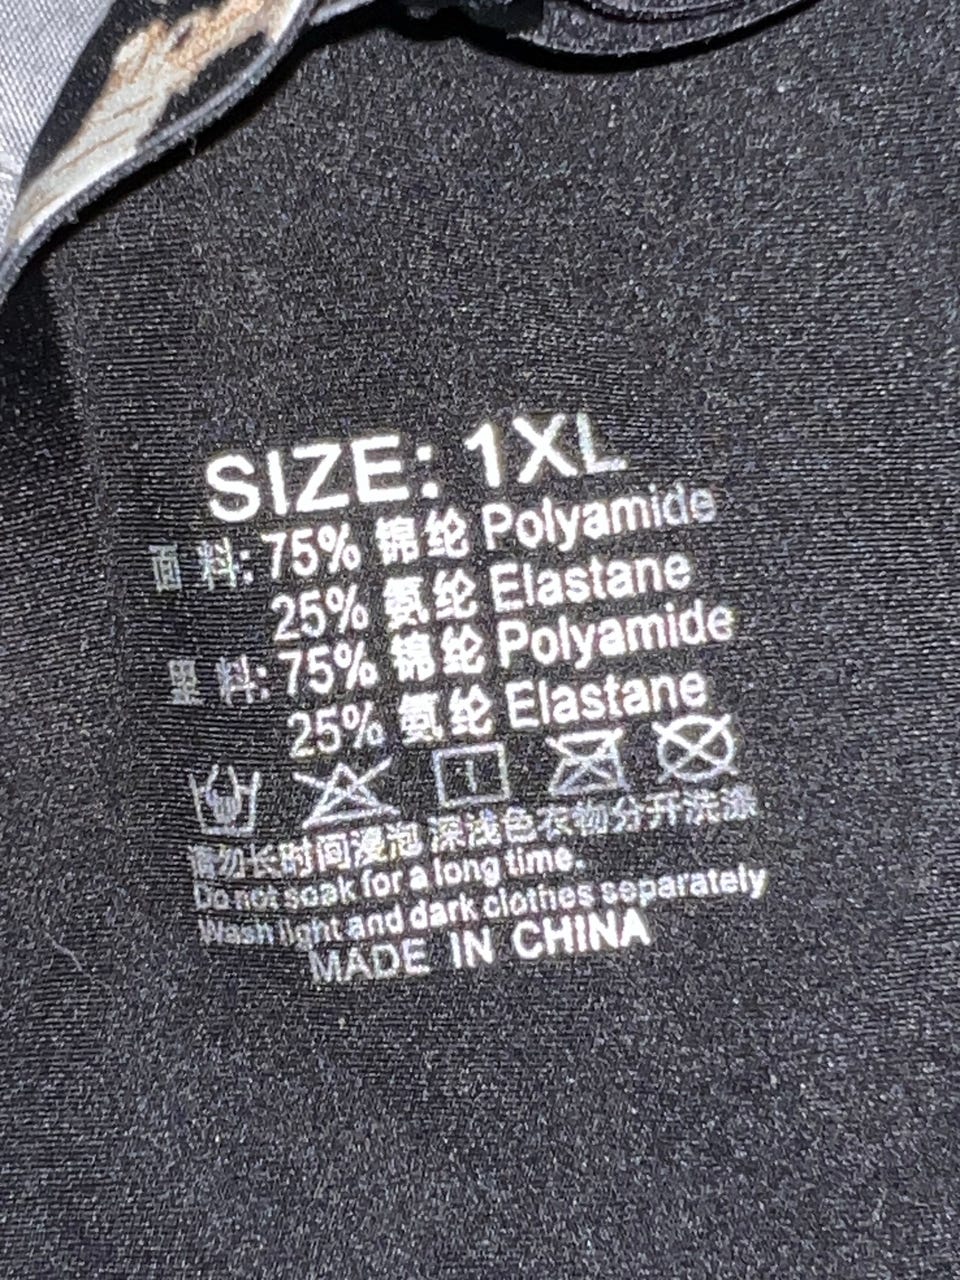 SIZE: 1XL
面 料: 75% 锦纶 Polyamide
25% 氨纶 Elastane
里 料: 75% 锦纶 Polyamide
25% 氨纶 Elastane
请勿长时间浸泡 深浅色衣物分开洗涤
Do not soak for a long time.
Wash light and dark clothes separately
MADE IN CHINA